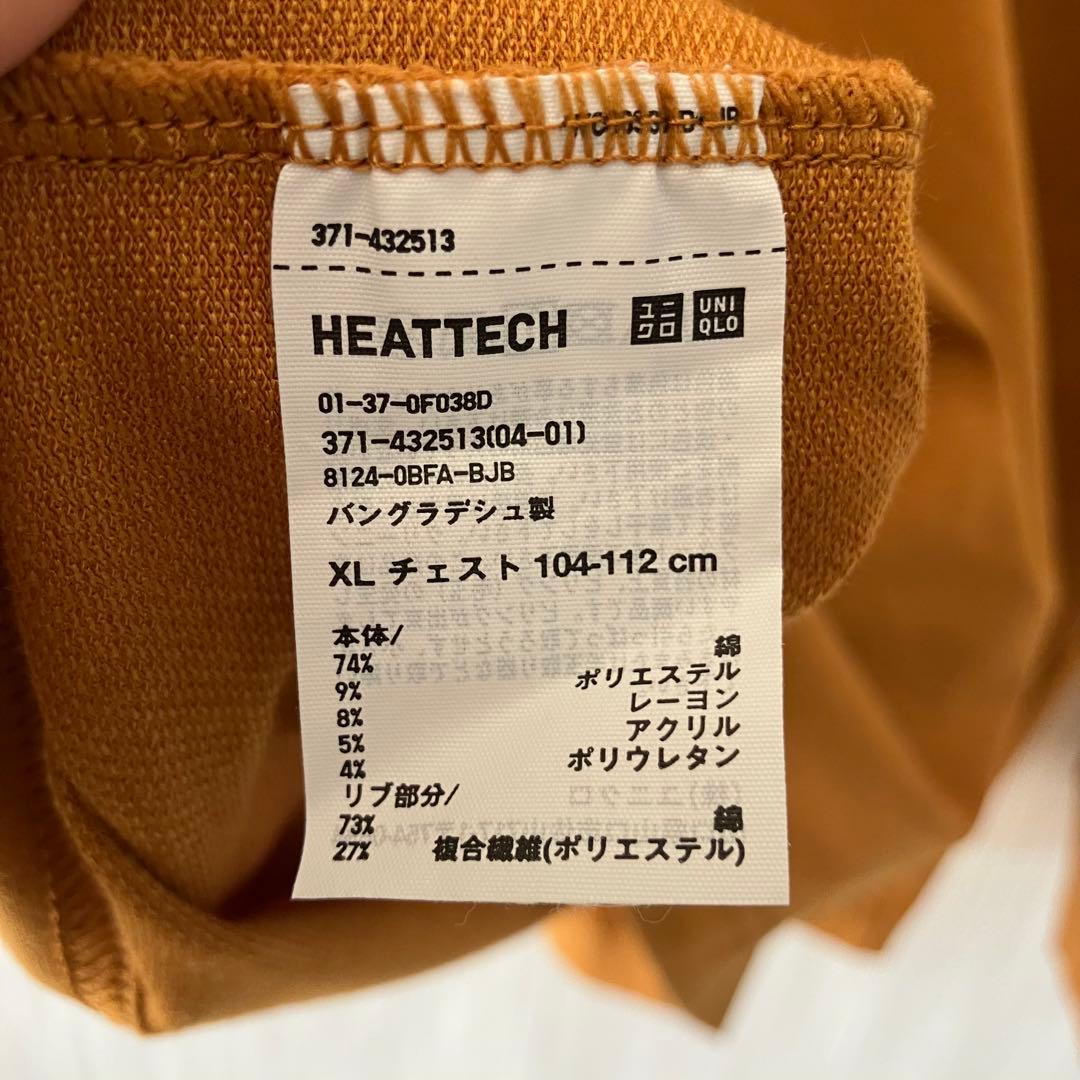 371-432513
HEATTECH ユニクロ UNIQLO
01-37-0F038D
371-432513(04-01)
8124-0BFA-BJB
バングラデシュ製
XL チェスト 104-112 cm
本体/
74% 綿
9% ポリエステル
8% レーヨン
5% アクリル
4% ポリウレタン
リブ部分/
73% 綿
27% 複合繊維(ポリエステル)